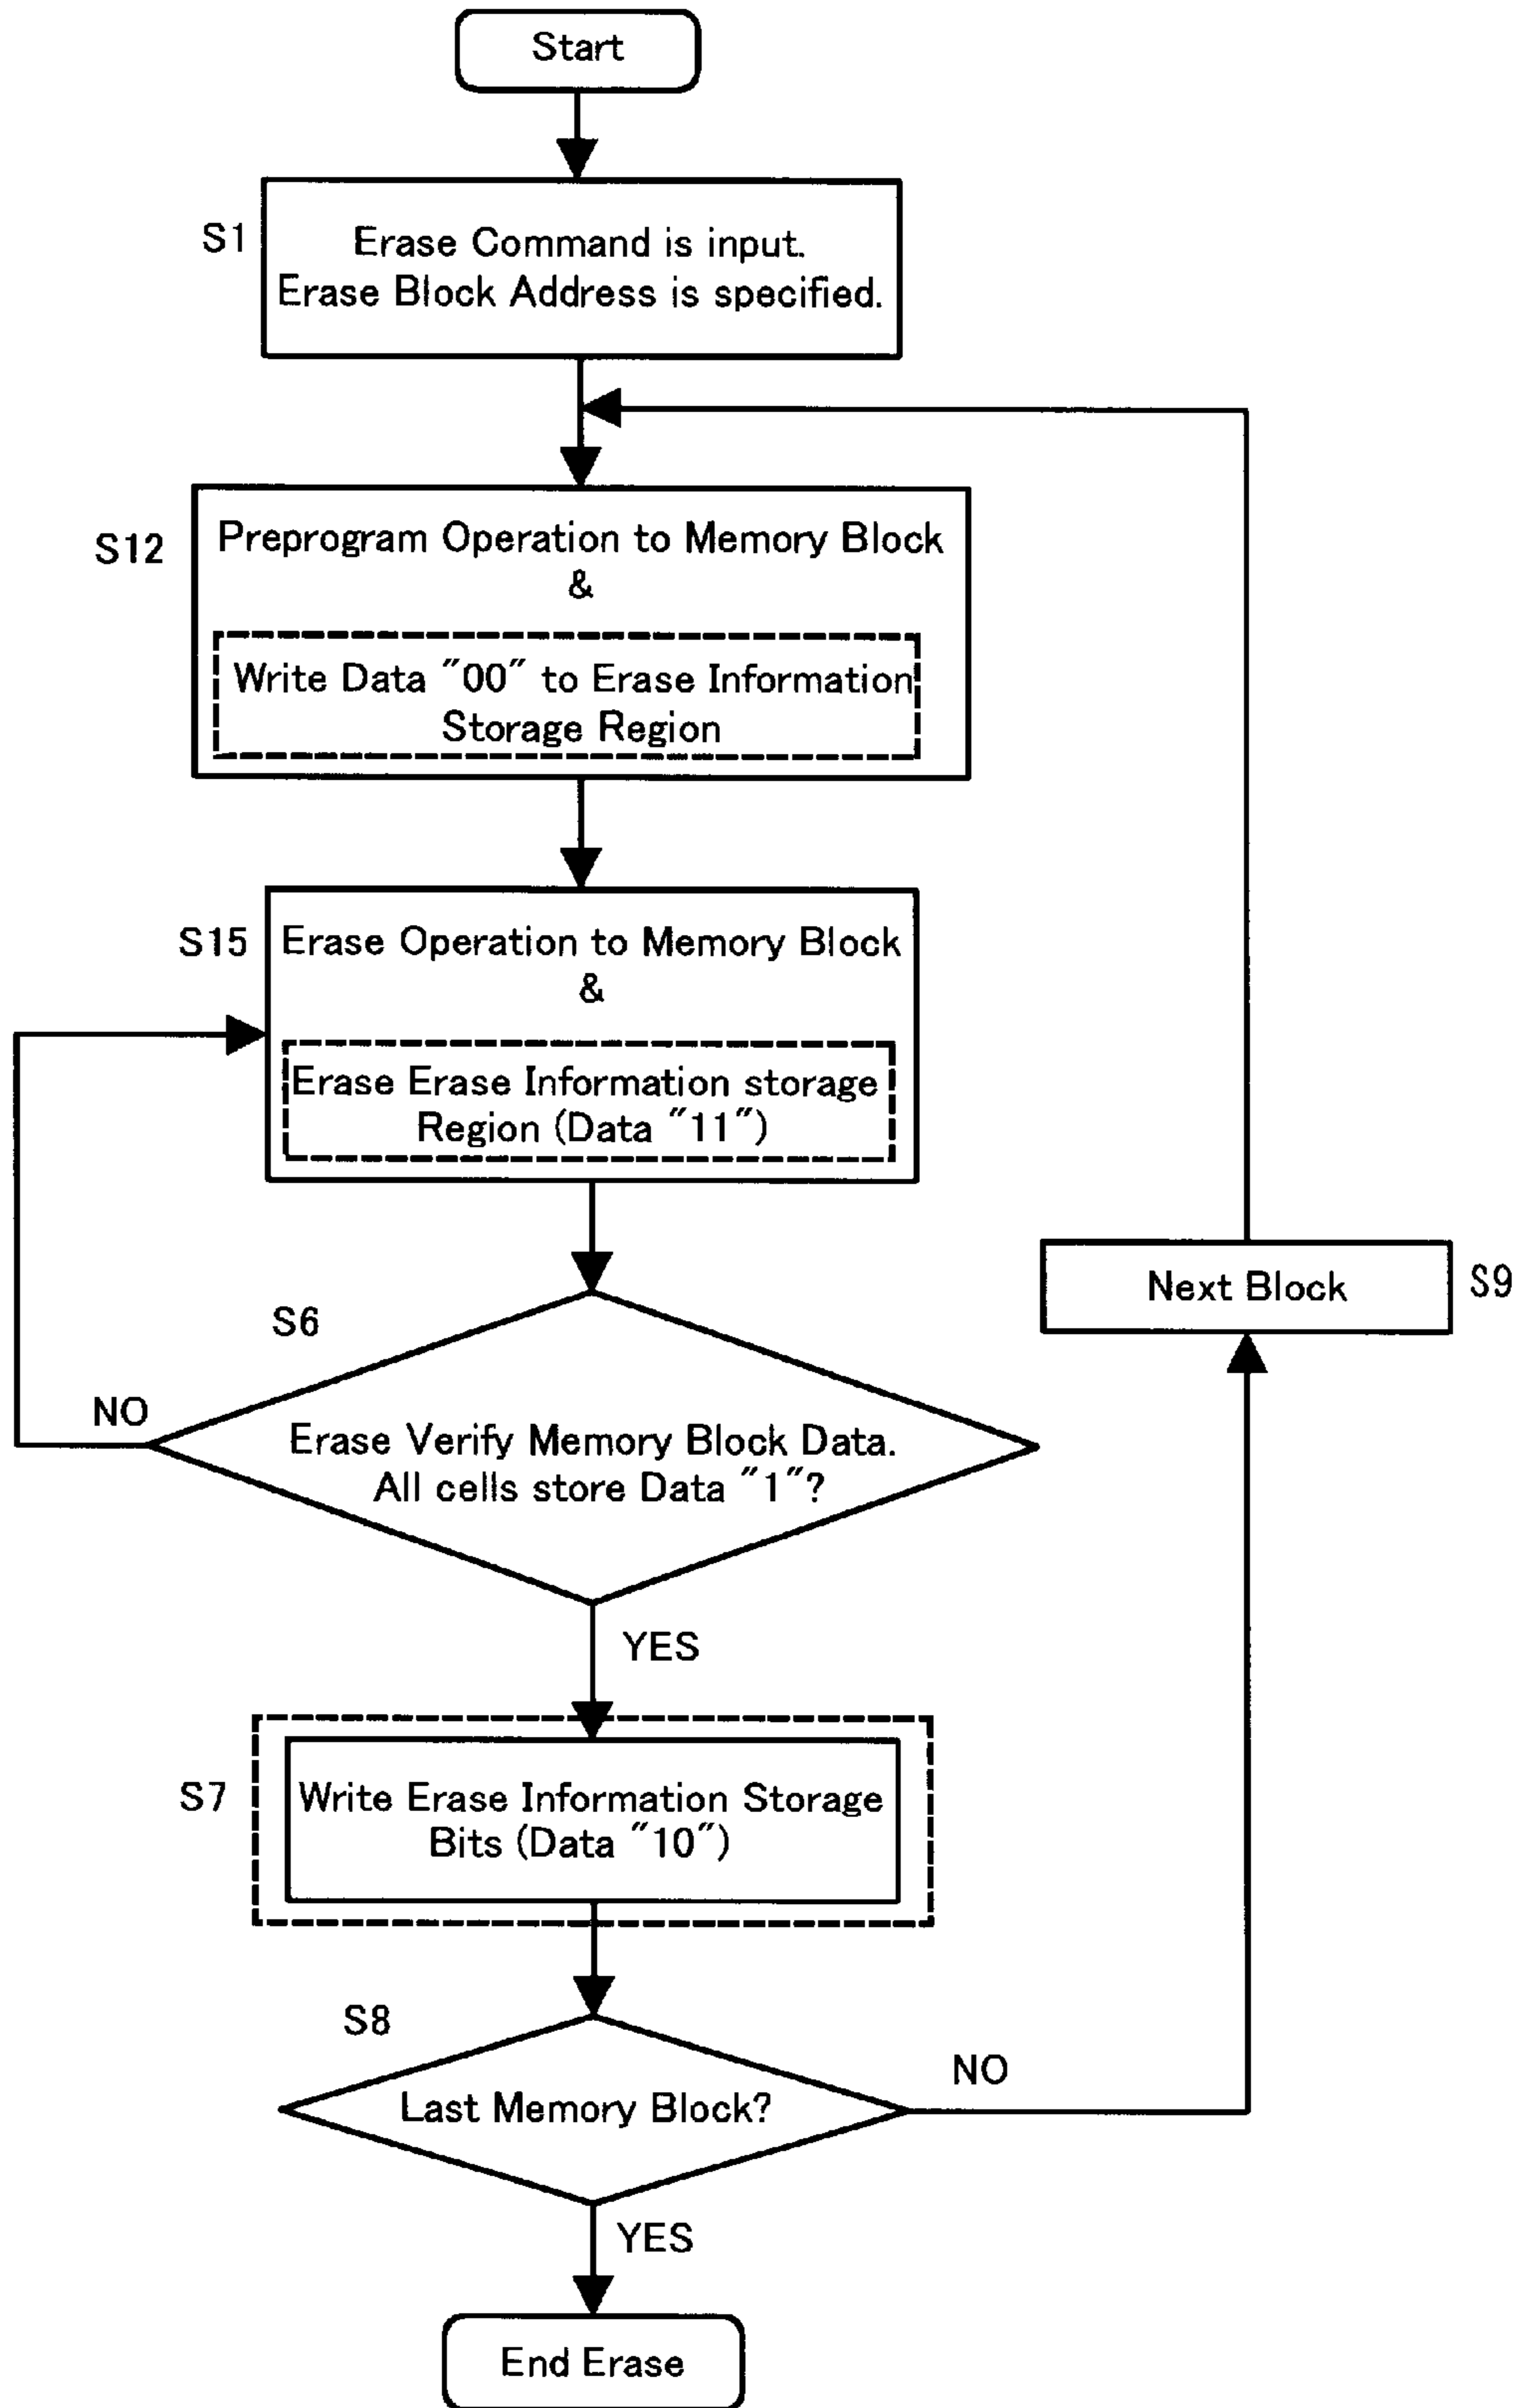 Start
S1
Erase Command is input.
Erase Block Address is specified.
S12
Preprogram Operation to Memory Block
&
Write Data "00" to Erase Information
Storage Region
S15
Erase Operation to Memory Block
&
Erase Erase Information storage
Region (Data "11")
Next Block
S9
S6
NO
Erase Verify Memory Block Data.
All cells store Data "1"?
YES
S7
Write Erase Information Storage
Bits (Data "10")
S8
NO
Last Memory Block?
YES
End Erase